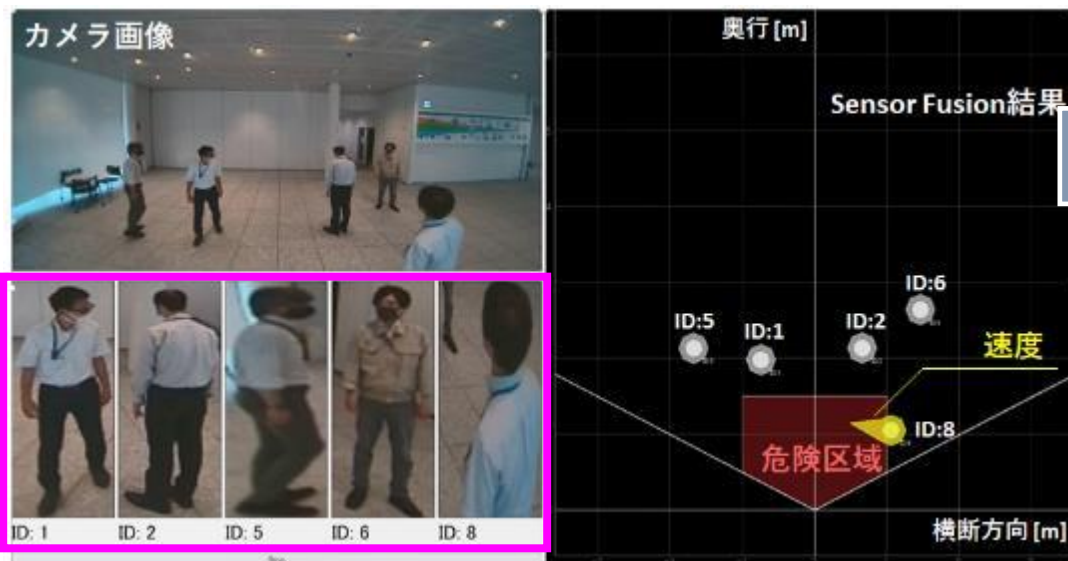 カメラ画像
ID: 1
ID: 2
ID: 5
ID: 6
ID: 8
奥行[m]
Sensor Fusion結果
ID:6
ID:5
ID:1
ID:2
速度
ID:8
危険区域
横断方向[m]